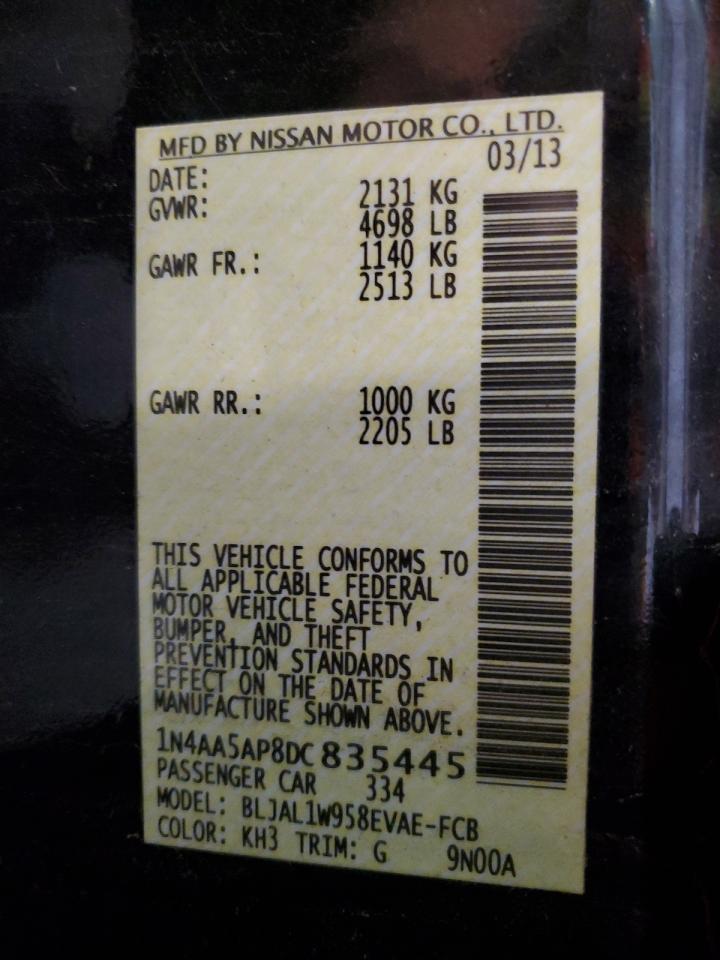 MFD BY NISSAN MOTOR CO., LTD.
DATE: 03/13
GVWR: 2131 KG
4698 LB
GAWR FR.: 1140 KG
2513 LB
GAWR RR.: 1000 KG
2205 LB
THIS VEHICLE CONFORMS TO
ALL APPLICABLE FEDERAL
MOTOR VEHICLE SAFETY,
BUMPER, AND THEFT
PREVENTION STANDARDS IN
EFFECT ON THE DATE OF
MANUFACTURE SHOWN ABOVE.
1N4AA5AP8DC835445
PASSENGER CAR 334
MODEL: BLJAL1W958EVAE-FCB
COLOR: KH3 TRIM: G 9N00A